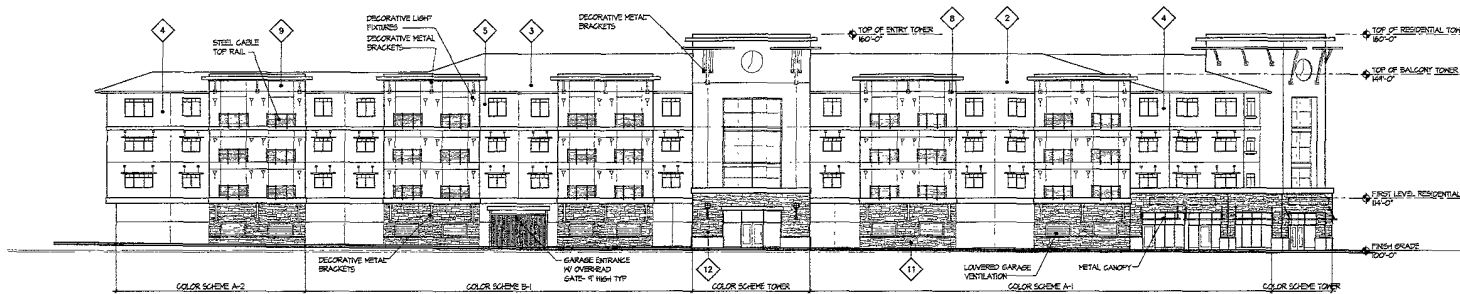 4
STEEL CABLE
TOP RAIL
9
DECORATIVE LIGHT
FIXTURES
DECORATIVE METAL
BRACKETS
5
3
DECORATIVE METAL
BRACKETS
TOP OF ENTRY TOWER
160'-0"
8
2
4
TOP OF RESIDENTIAL TOW
160'-0"
TOP OF BALCONY TOWER
149'-0"
FIRST LEVEL RESIDENTIAL
114'-0"
FINISH GRADE
100'-0"
DECORATIVE METAL
BRACKETS
GARAGE ENTRANCE
W/ OVERHEAD
GATE- 9' HIGH TYP
12
11
LOUVERED GARAGE
VENTILATION
METAL CANOPY
COLOR SCHEME A-2
COLOR SCHEME B-1
COLOR SCHEME TOWER
COLOR SCHEME A-1
COLOR SCHEME TOWER